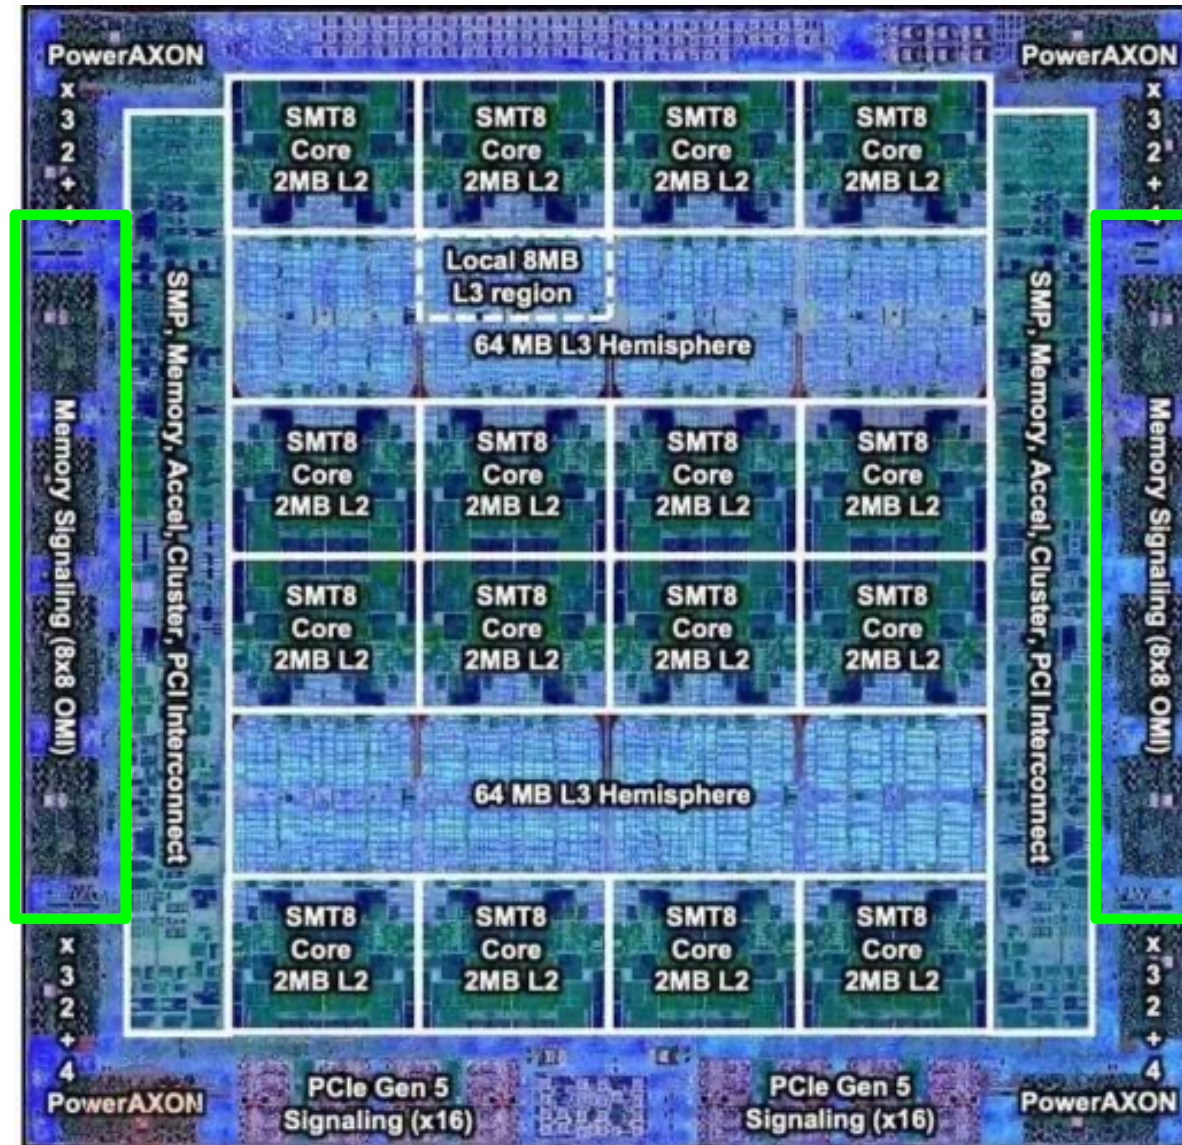 PowerAXON
PowerAXON
x
3
2
+
4
x
3
2
+
4
SMT8
Core
2MB L2
SMT8
Core
2MB L2
SMT8
Core
2MB L2
SMT8
Core
2MB L2
Local 8MB
L3 region
64 MB L3 Hemisphere
Memory Signaling (8x8 OMI)
SMP, Memory, Accel, Cluster, PCI Interconnect
SMP, Memory, Accel, Cluster, PCI Interconnect
Memory Signaling (8x8 OMI)
SMT8
Core
2MB L2
SMT8
Core
2MB L2
SMT8
Core
2MB L2
SMT8
Core
2MB L2
SMT8
Core
2MB L2
SMT8
Core
2MB L2
SMT8
Core
2MB L2
SMT8
Core
2MB L2
64 MB L3 Hemisphere
SMT8
Core
2MB L2
SMT8
Core
2MB L2
SMT8
Core
2MB L2
SMT8
Core
2MB L2
x
3
2
+
4
x
3
2
+
4
PowerAXON
PCIe Gen 5
Signaling (x16)
PCIe Gen 5
Signaling (x16)
PowerAXON